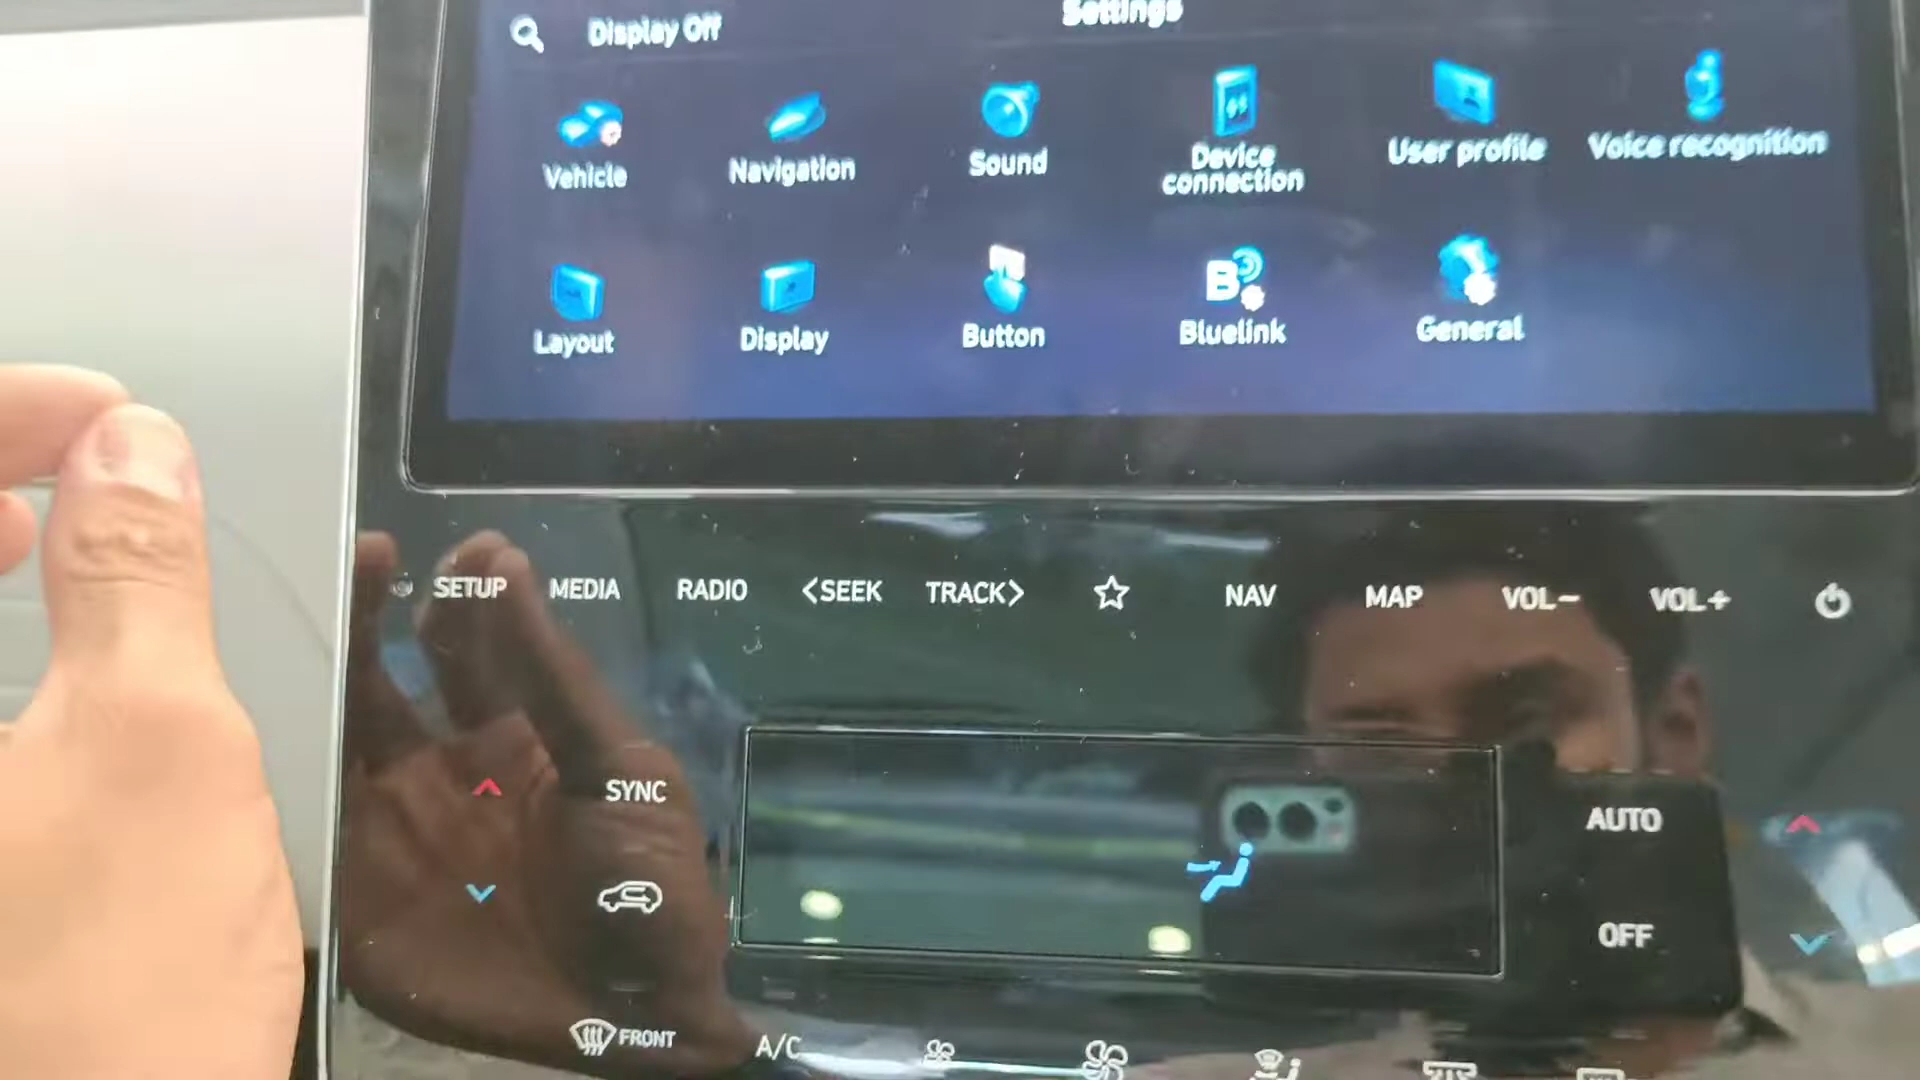 Display Off
Settings
Vehicle
Navigation
Sound
Device
connection
User profile
Voice recognition
Layout
Display
Button
Bluelink
General
SETUP
MEDIA
RADIO
<SEEK
TRACK>
NAV
MAP
VOL-
VOL+
SYNC
AUTO
OFF
FRONT
A/C